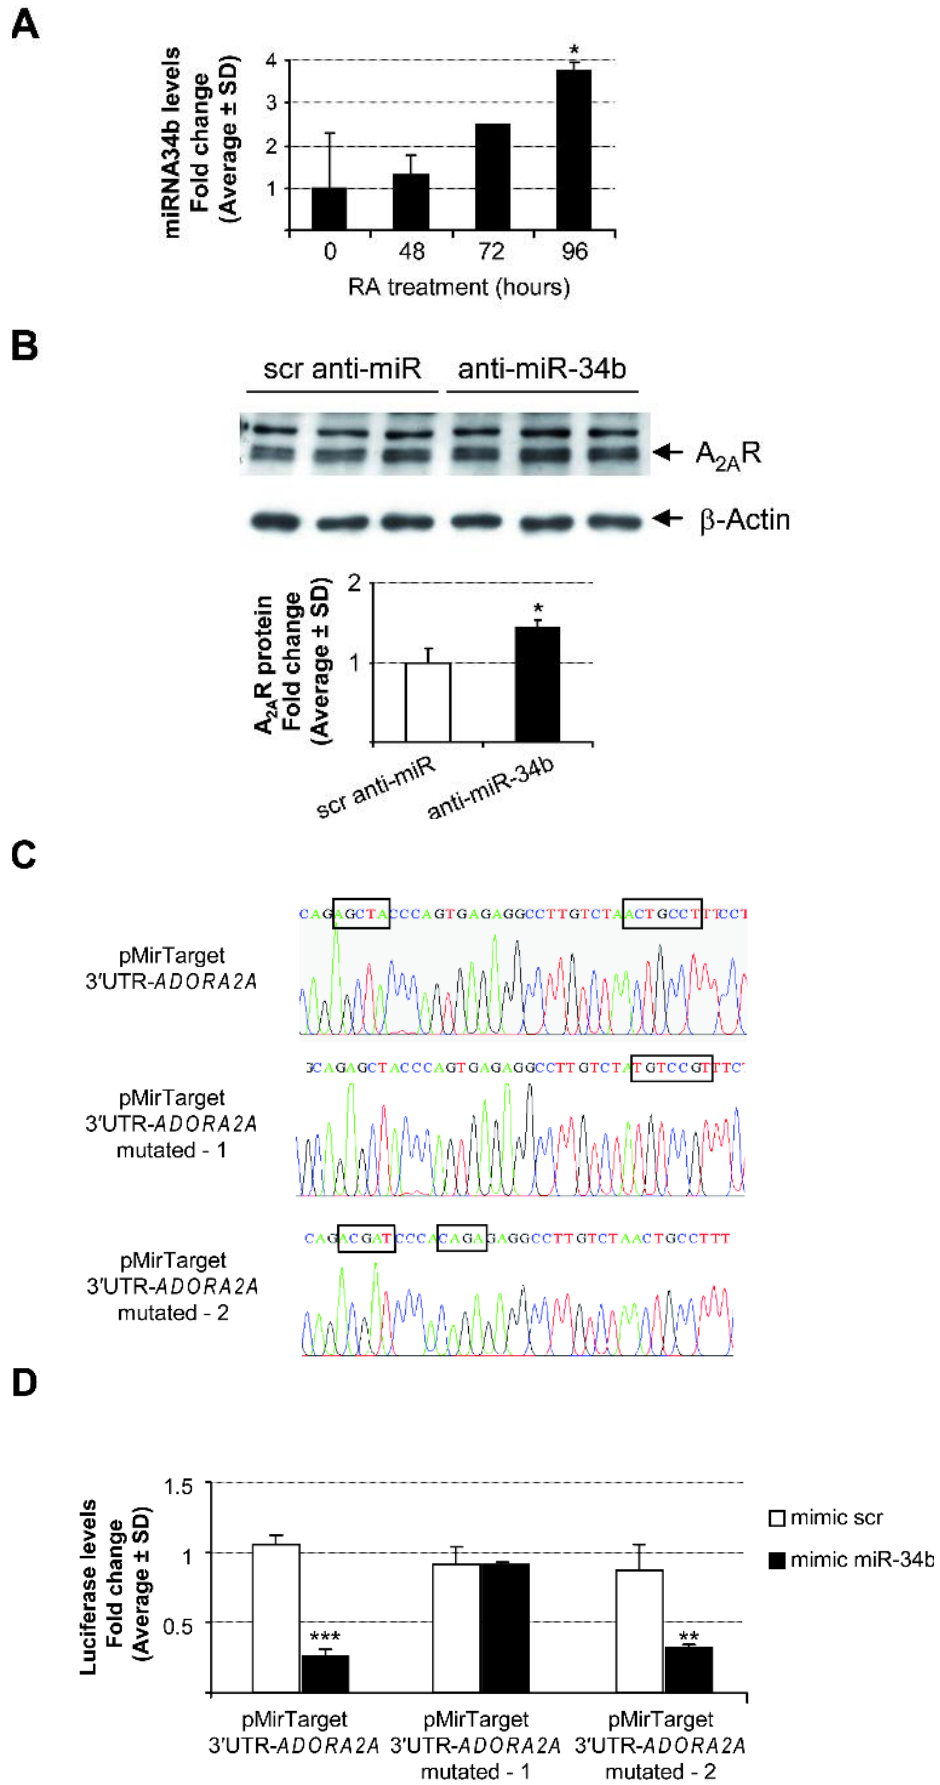 A
miRNA34b levels
Fold change
(Average ± SD)
4
3
2
1
0 48 72 96
*
RA treatment (hours)
B
scr anti-miR anti-miR-34b
A2AR
β-Actin
A2AR protein
Fold change
(Average ± SD)
2
1
*
scr anti-miR
anti-miR-34b
C
pMirTarget
3'UTR-ADORA2A
CAGAGCTACCCAGTGAGAGGCCTTGTCTAACTGCCTTTCCT
pMirTarget
3'UTR-ADORA2A
mutated - 1
GCAGAGCTACCCAGTGAGAGGCCTTGTCTATGTCCGTTTCT
pMirTarget
3'UTR-ADORA2A
mutated - 2
CAGACGATCCCACAGAGAGGCCTTGTCTAACTGCCTTT
D
Luciferase levels
Fold change
(Average ± SD)
1.5
1
0.5
***
**
mimic scr
mimic miR-34b
pMirTarget
3'UTR-ADORA2A
pMirTarget
3'UTR-ADORA2A
mutated - 1
pMirTarget
3'UTR-ADORA2A
mutated - 2